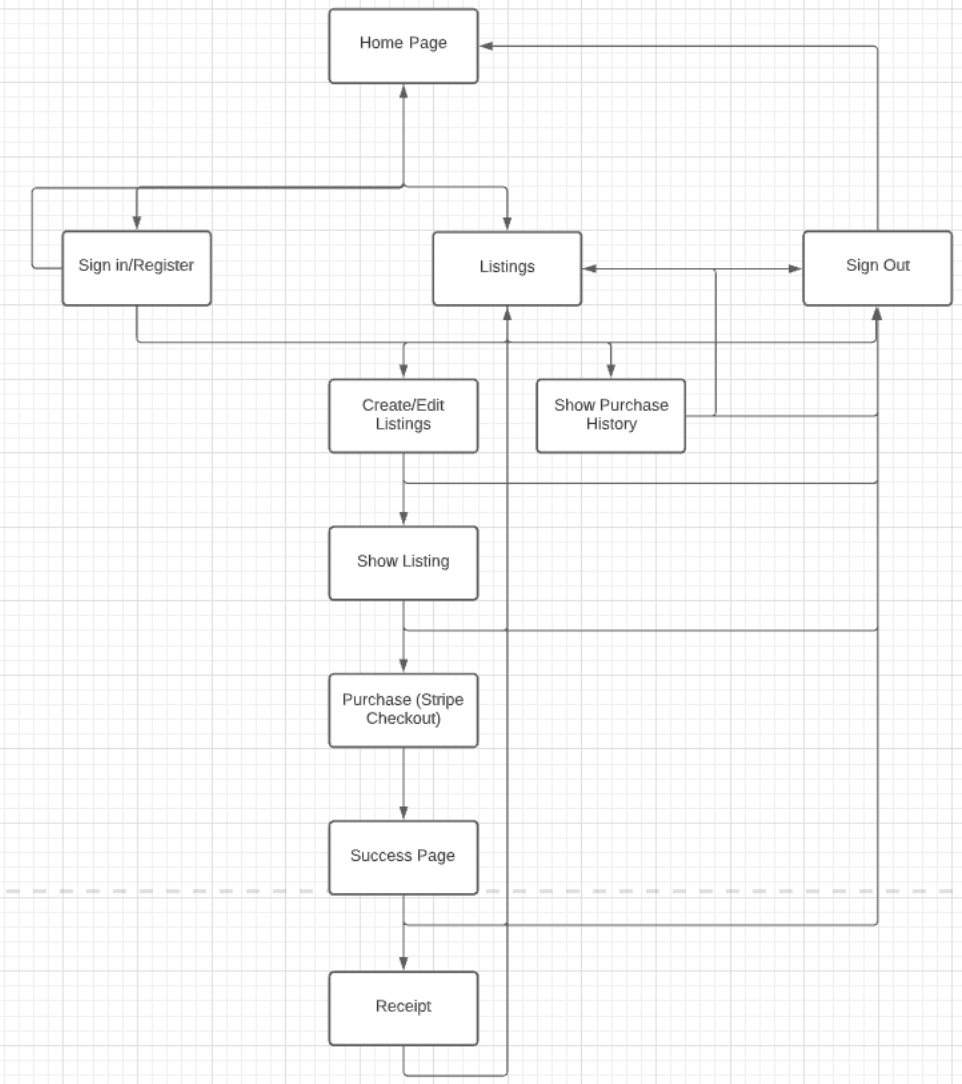 Home Page
Sign in/Register
Listings
Sign Out
Create/Edit
Listings
Show Purchase
History
Show Listing
Purchase (Stripe
Checkout)
Success Page
Receipt